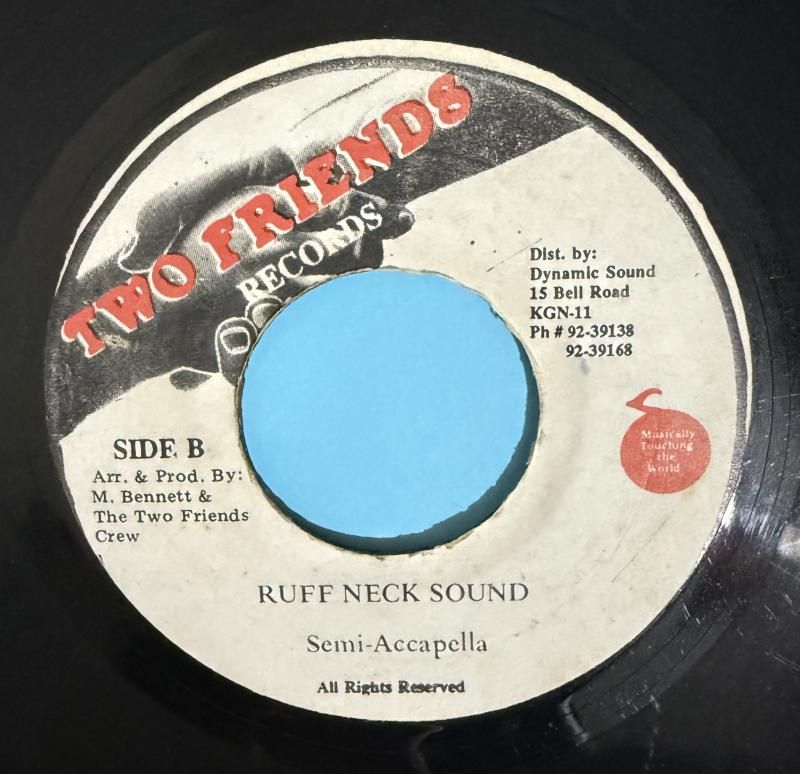 TWO FRIENDS
RECORDS
Dist. by:
Dynamic Sound
15 Bell Road
KGN-11
Ph # 92-39138
92-39168
Musically
Touching
the
World
SIDE B
Arr. & Prod. By:
M. Bennett &
The Two Friends
Crew
RUFF NECK SOUND
Semi-Accapella
All Rights Reserved